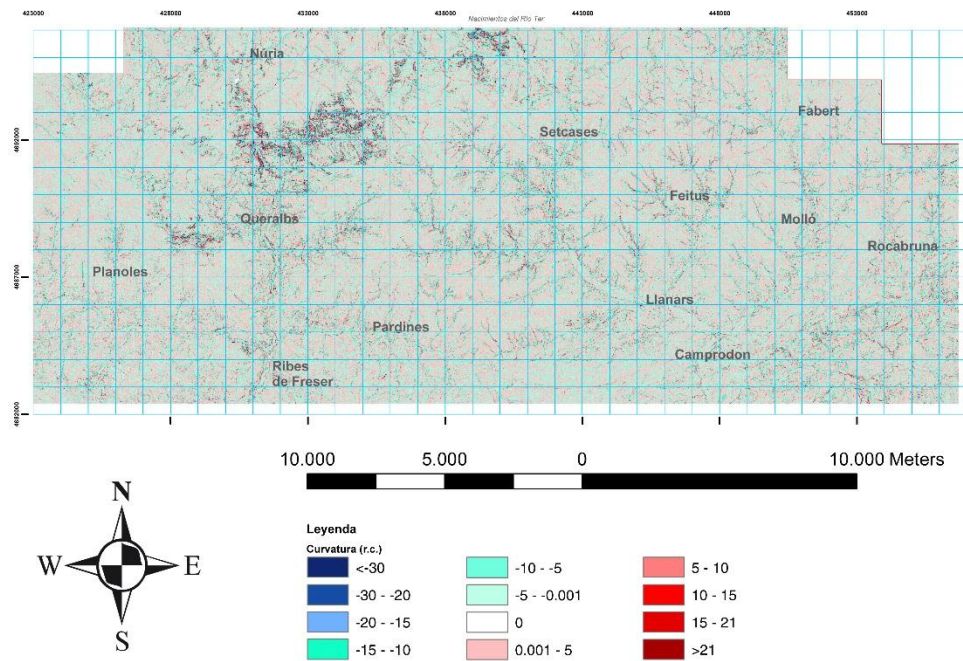 Nacimientos del Río Ter
423000 428000 433000 438000 443000 448000 453000
Núria
Fabert
Setcases
4692000
Feitus
Queralbs
Molló
Rocabruna
Planoles
4687000
Llanars
Pardines
Camprodon
Ribes
de Freser
4682000
10.000 5.000 0 10.000 Meters
N
W E
S
Leyenda
Curvatura (r.c.)
<-30
-30 - -20
-20 - -15
-15 - -10
-10 - -5
-5 - -0.001
0
0.001 - 5
5 - 10
10 - 15
15 - 21
>21